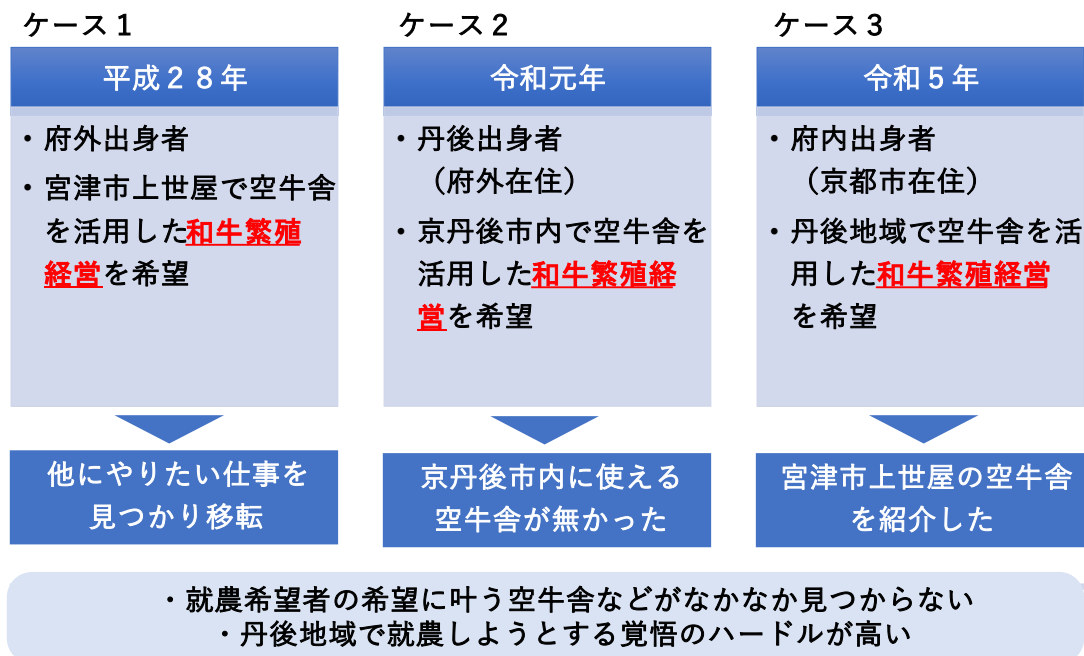 ケース1
平成28年
・府外出身者
・宮津市上世屋で空牛舎
を活用した和牛繁殖
経営を希望
他にやりたい仕事を
見つかり移転
ケース2
令和元年
・丹後出身者
（府外在住）
・京丹後市内で空牛舎を
活用した和牛繁殖経
営を希望
京丹後市内に使える
空牛舎が無かった
ケース3
令和5年
・府内出身者
（京都市在住）
・丹後地域で空牛舎を活
用した和牛繁殖経営
を希望
宮津市上世屋の空牛舎
を紹介した
・就農希望者の希望に叶う空牛舎などがなかなか見つからない
・丹後地域で就農しようとする覚悟のハードルが高い